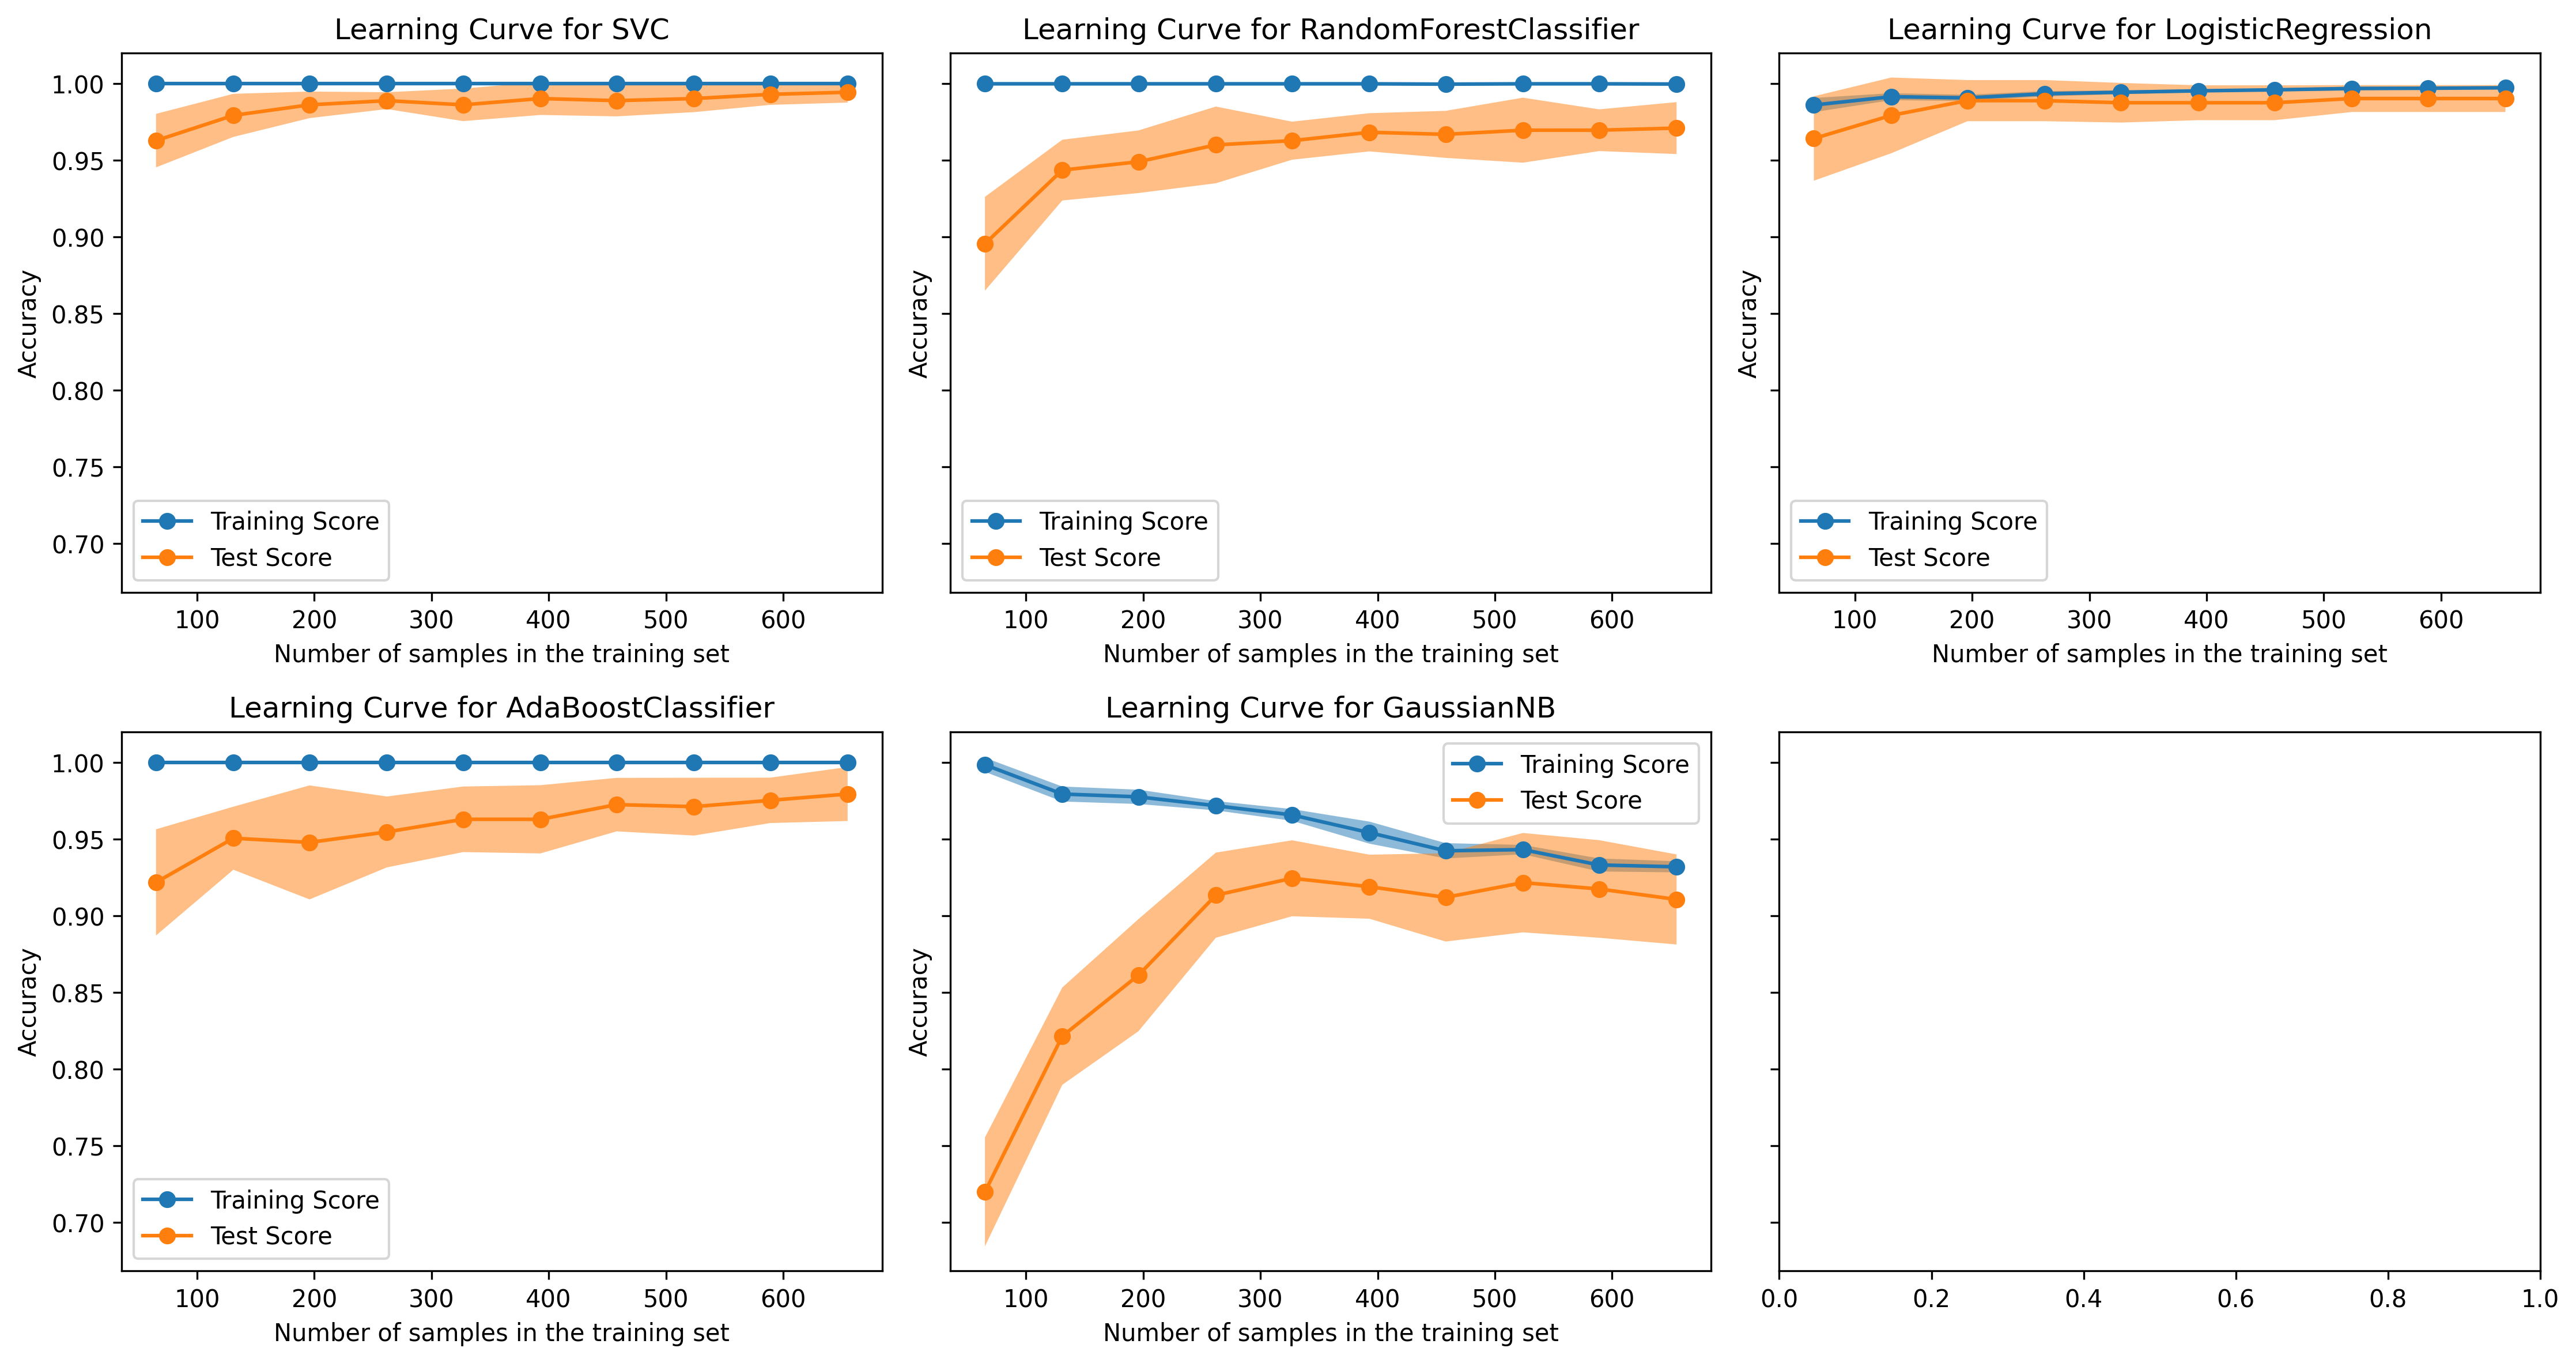 Learning Curve for SVC
1.00
0.95
0.90
0.85
0.80
0.75
0.70
Accuracy
Training Score
Test Score
100 200 300 400 500 600
Number of samples in the training set
Learning Curve for RandomForestClassifier
Accuracy
Training Score
Test Score
100 200 300 400 500 600
Number of samples in the training set
Learning Curve for LogisticRegression
Accuracy
Training Score
Test Score
100 200 300 400 500 600
Number of samples in the training set
Learning Curve for AdaBoostClassifier
1.00
0.95
0.90
0.85
0.80
0.75
0.70
Accuracy
Training Score
Test Score
100 200 300 400 500 600
Number of samples in the training set
Learning Curve for GaussianNB
Accuracy
Training Score
Test Score
100 200 300 400 500 600
Number of samples in the training set
0.0 0.2 0.4 0.6 0.8 1.0